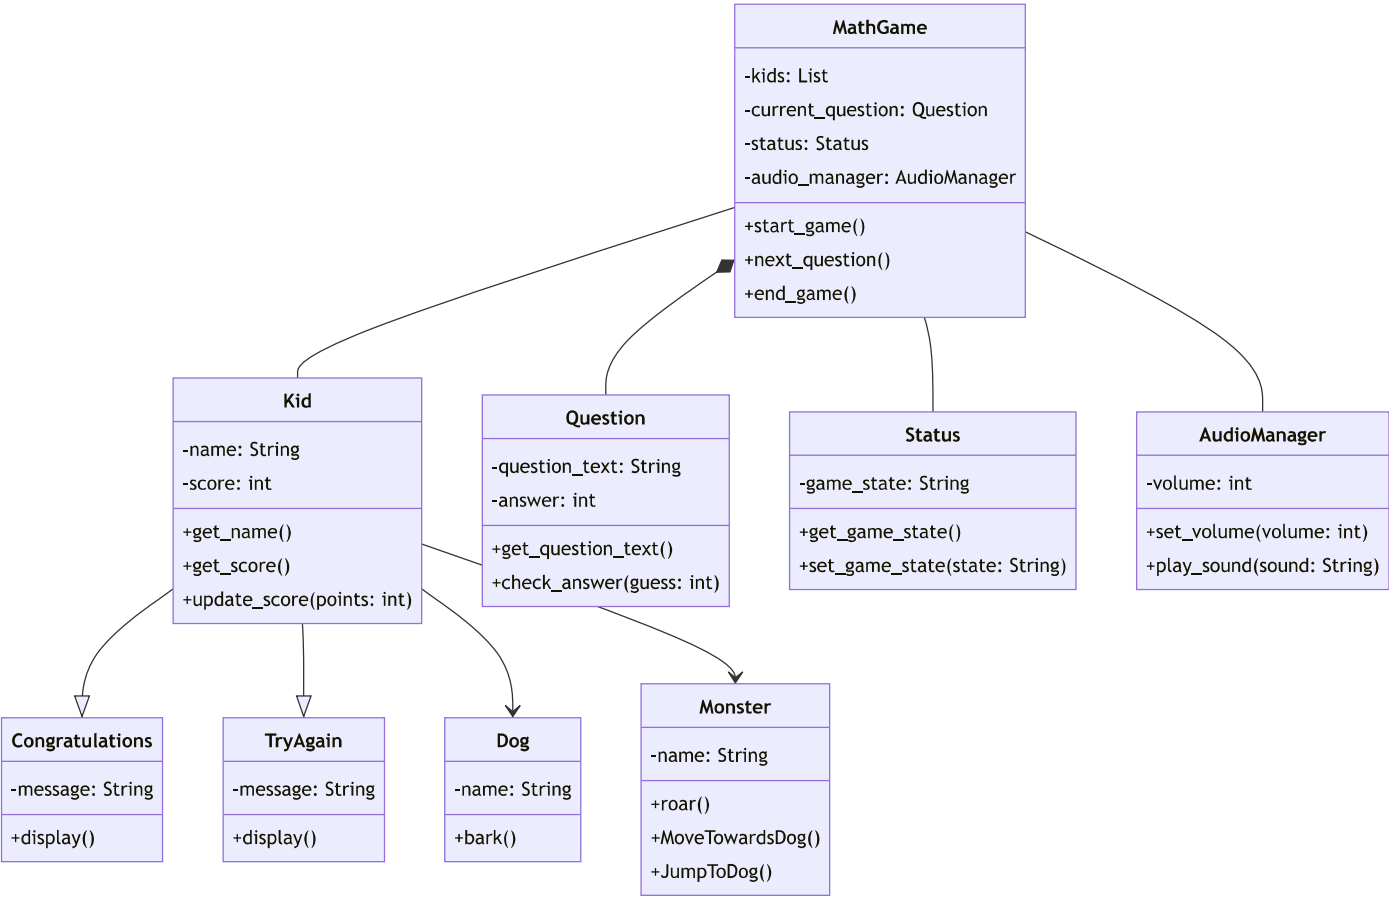 MathGame
-kids: List
-current_question: Question
-status: Status
-audio_manager: AudioManager
+start_game()
+next_question()
+end_game()
Kid
-name: String
-score: int
+get_name()
+get_score()
+update_score(points: int)
Question
-question_text: String
-answer: int
+get_question_text()
+check_answer(guess: int)
Status
-game_state: String
+get_game_state()
+set_game_state(state: String)
AudioManager
-volume: int
+set_volume(volume: int)
+play_sound(sound: String)
Congratulations
-message: String
+display()
TryAgain
-message: String
+display()
Dog
-name: String
+bark()
Monster
-name: String
+roar()
+MoveTowardsDog()
+JumpToDog()